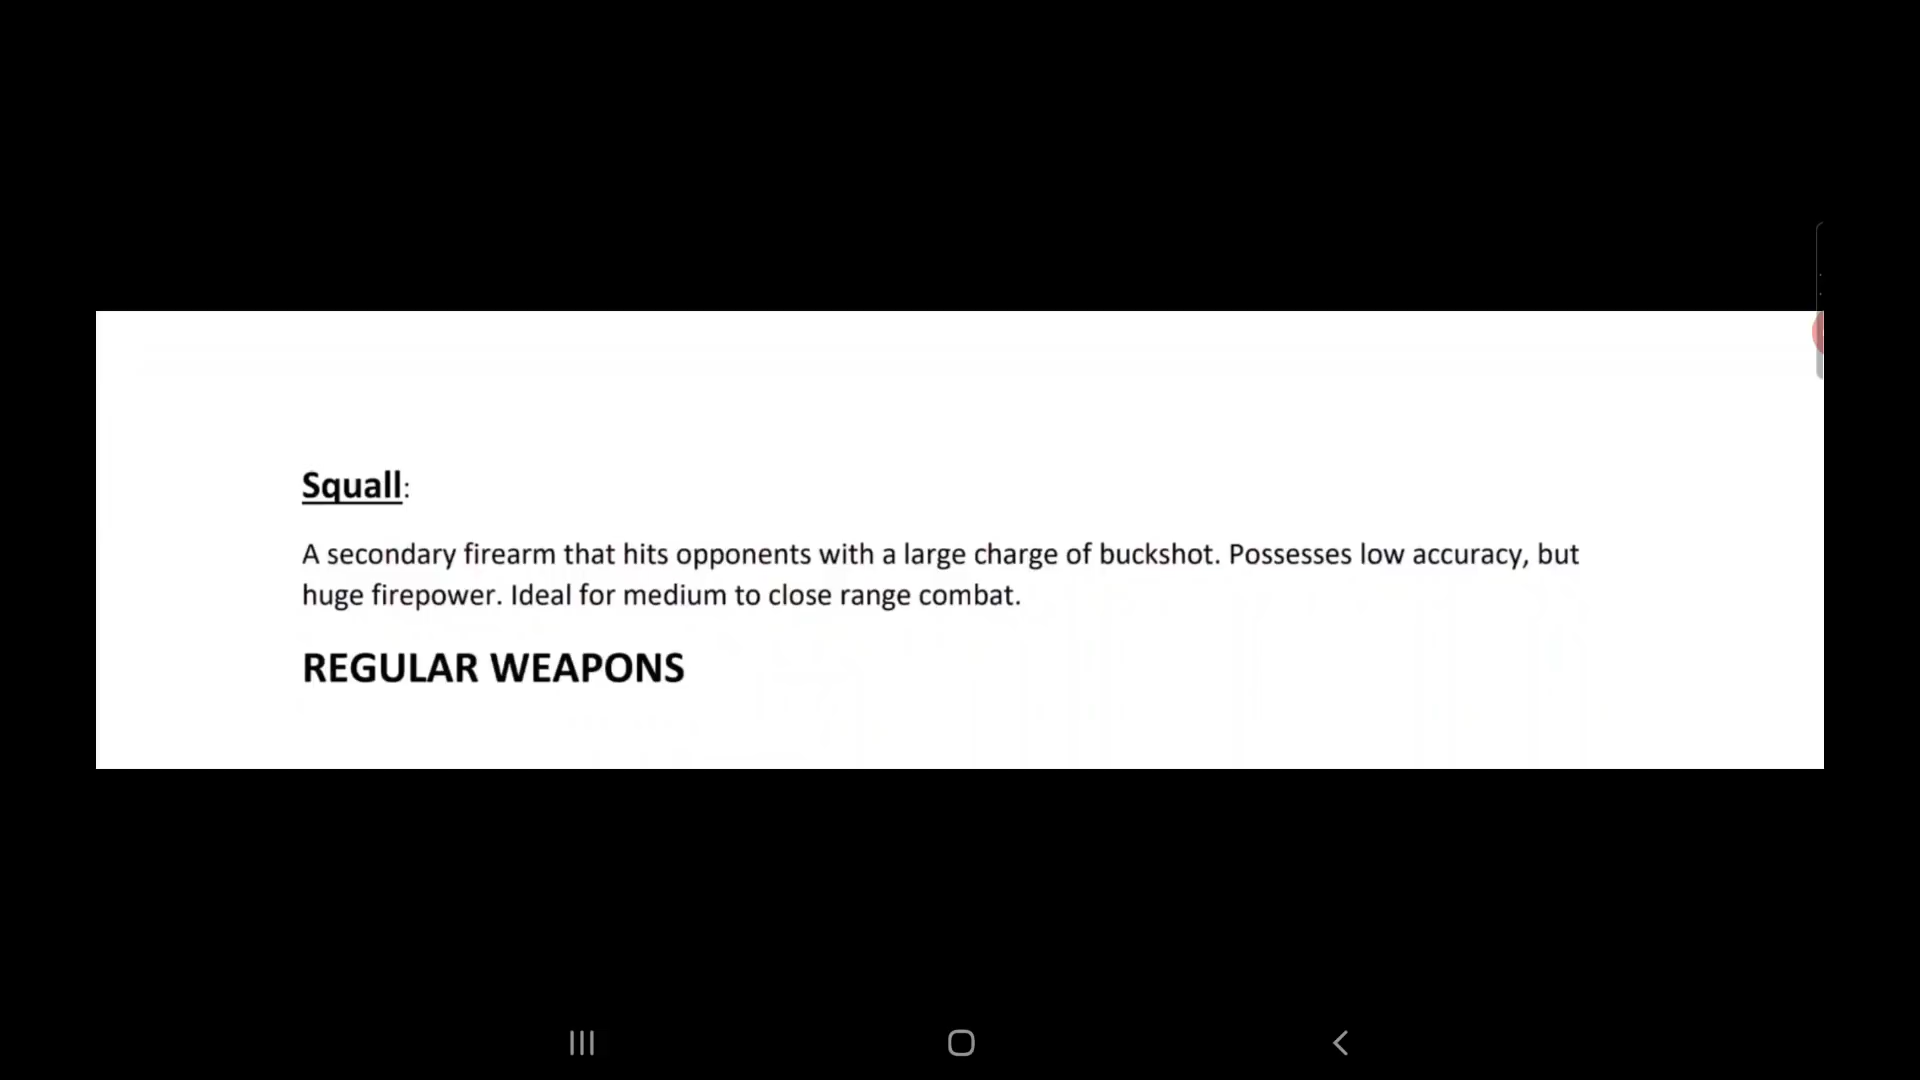 Squall:
A secondary firearm that hits opponents with a large charge of buckshot. Possesses low accuracy, but
huge firepower. Ideal for medium to close range combat.
REGULAR WEAPONS